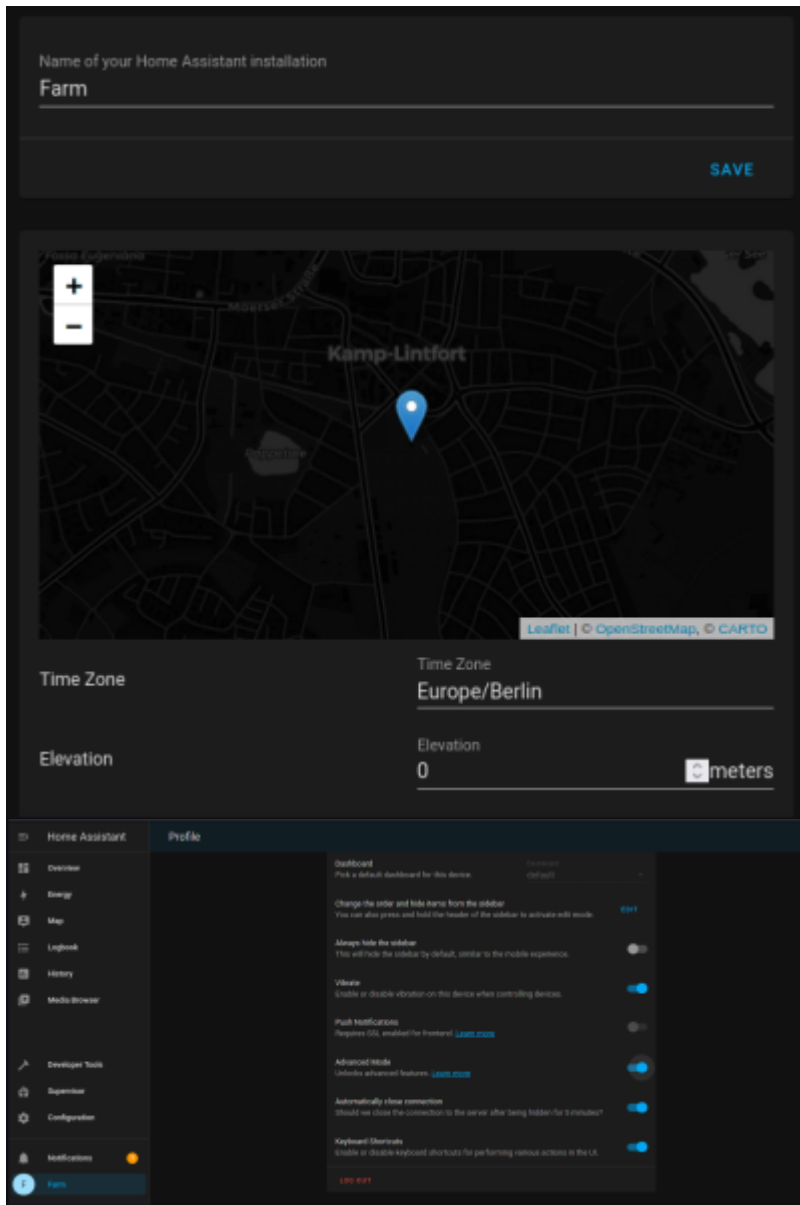 Name of your Home Assistant installation
Farm
SAVE
+
Moerser Straße
Kamp-Lintfort
−
Leaflet | © OpenStreetMap, © CARTO
Time Zone
Time Zone
Europe/Berlin
Elevation
Elevation
0 meters
Home Assistant
Profile
Overview
Energy
Map
Logbook
History
Media Browser
Developer Tools
Supervisor
Configuration
Notifications
F Farm
Dashboard
Dashboard
Pick a default dashboard for this device.
default
Change the order and hide items from the sidebar
You can also press and hold the header of the sidebar to activate edit mode.
EDIT
Always hide the sidebar
This will hide the sidebar by default, similar to the mobile experience.
Vibrate
Enable or disable vibration on this device when controlling devices.
Push Notifications
Requires SSL enabled for frontend. Learn more
Advanced Mode
Unlocks advanced features. Learn more
Automatically close connection
Should we close the connection to the server after being hidden for 5 minutes?
Keyboard Shortcuts
Enable or disable keyboard shortcuts for performing various actions in the UI.
LOG OUT